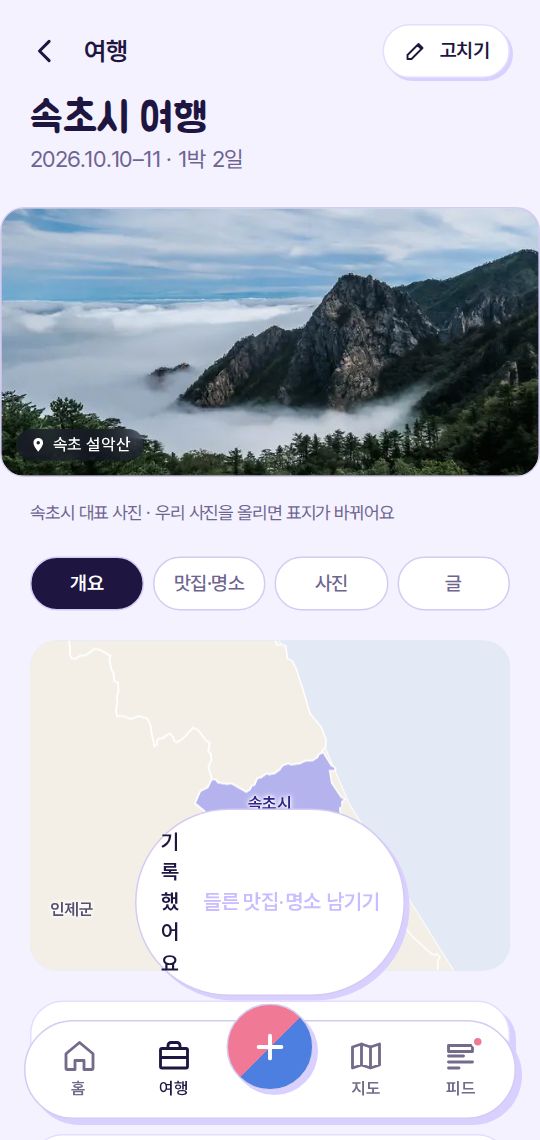 여행
고치기
속초시 여행
2026.10.10–11 · 1박 2일
속초 설악산
속초시 대표 사진 · 우리 사진을 올리면 표지가 바뀌어요
개요
맛집·명소
사진
글
속초시
인제군
기
록
했
어
요
들른 맛집·명소 남기기
홈
여행
지도
피드